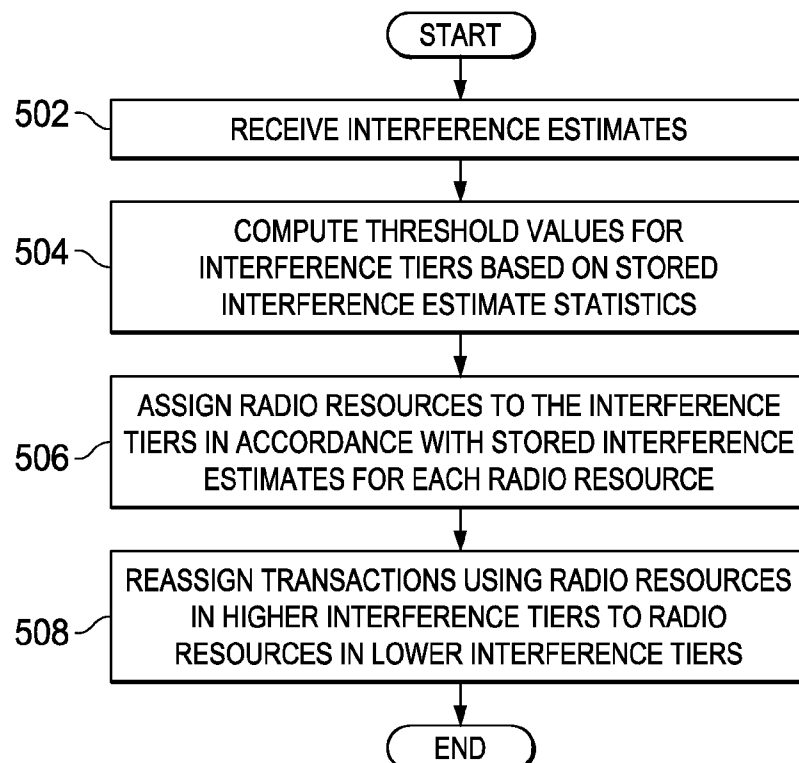 START
502
RECEIVE INTERFERENCE ESTIMATES
504
COMPUTE THRESHOLD VALUES FOR
INTERFERENCE TIERS BASED ON STORED
INTERFERENCE ESTIMATE STATISTICS
506
ASSIGN RADIO RESOURCES TO THE INTERFERENCE
TIERS IN ACCORDANCE WITH STORED INTERFERENCE
ESTIMATES FOR EACH RADIO RESOURCE
508
REASSIGN TRANSACTIONS USING RADIO RESOURCES
IN HIGHER INTERFERENCE TIERS TO RADIO
RESOURCES IN LOWER INTERFERENCE TIERS
END